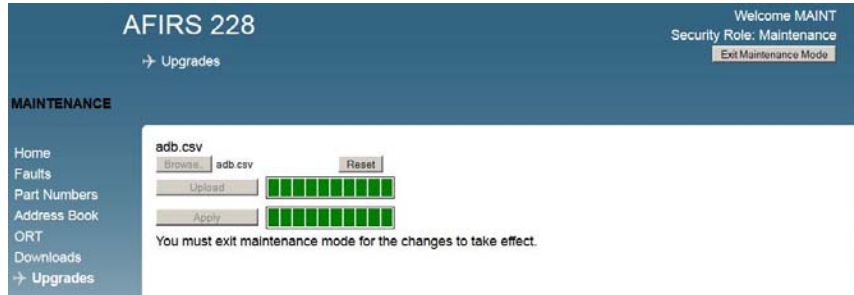 AFIRS 228
Welcome MAINT
Security Role: Maintenance
Exit Maintenance Mode
Upgrades
MAINTENANCE
Home
Faults
Part Numbers
Address Book
ORT
Downloads
Upgrades
adb.csv
Browse.. adb.csv Reset
Upload
Apply
You must exit maintenance mode for the changes to take effect.